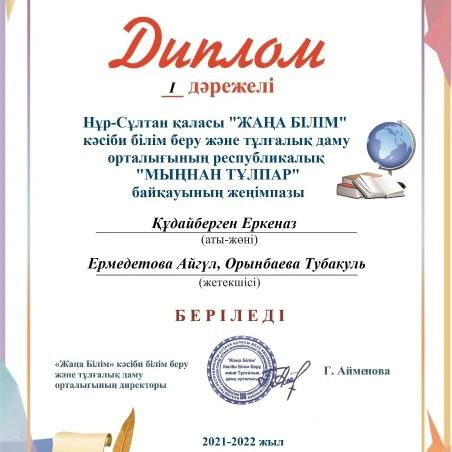 Диплом
І дәрежелі
Нұр-Сұлтан қаласы "ЖАҢА БІЛІМ"
кәсіби білім беру және тұлғалық даму
орталығының республикалық
"МЫҢНАН ТҰЛПАР"
байқауының жеңімпазы
Құдайберген Еркеназ
(аты-жөні)
Ермедетова Айгүл, Орынбаева Тубакуль
(жетекшісі)
БЕРІЛЕДІ
«Жаңа Білім» кәсіби білім беру
және тұлғалық даму
орталығының директоры
"Жаңа Білім"
Кәсіби Білім Беру
және Тұлғалық
даму орталығы
Г. Айменова
2021-2022 жыл